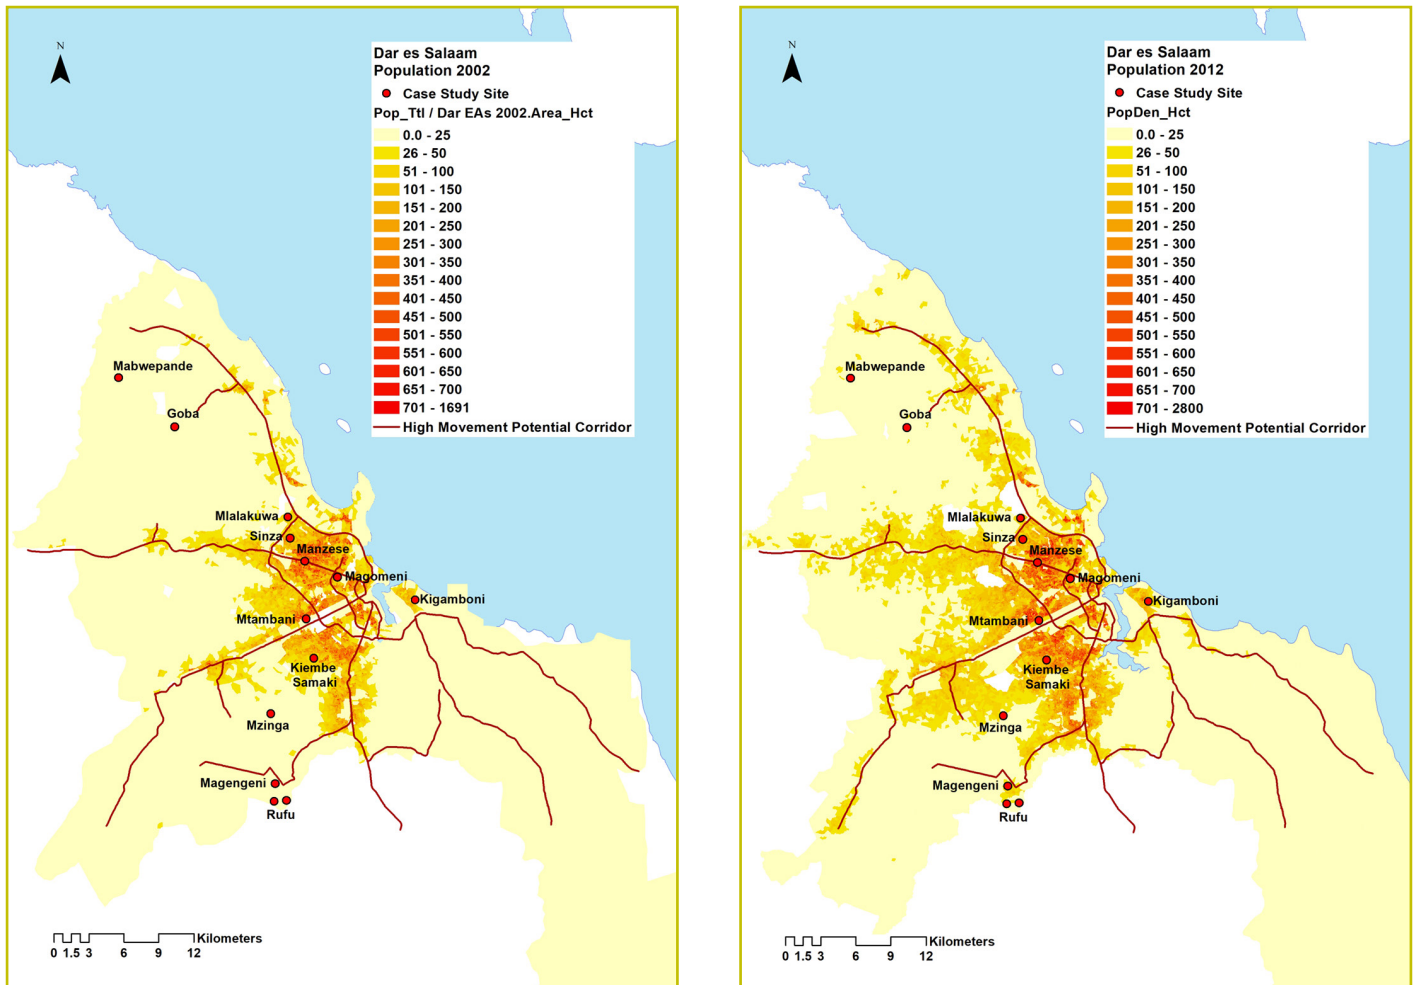 N
Dar es Salaam
Population 2002
Case Study Site
Pop_Ttl / Dar EAs 2002.Area_Hct
0.0 - 25
26 - 50
51 - 100
101 - 150
151 - 200
201 - 250
251 - 300
301 - 350
351 - 400
401 - 450
451 - 500
501 - 550
551 - 600
601 - 650
651 - 700
701 - 1691
High Movement Potential Corridor
Mabwepande
Goba
Mlalakuwa
Sinza
Manzese
Magomeni
Kigamboni
Mtambani
Kiembe
Samaki
Mzinga
Magengeni
Rufu
Kilometers
0 1.5 3 6 9 12
N
Dar es Salaam
Population 2012
Case Study Site
PopDen_Hct
0.0 - 25
26 - 50
51 - 100
101 - 150
151 - 200
201 - 250
251 - 300
301 - 350
351 - 400
401 - 450
451 - 500
501 - 550
551 - 600
601 - 650
651 - 700
701 - 2800
High Movement Potential Corridor
Mabwepande
Goba
Mlalakuwa
Sinza
Manzese
Magomeni
Kigamboni
Mtambani
Kiembe
Samaki
Mzinga
Magengeni
Rufu
Kilometers
0 1.5 3 6 9 12